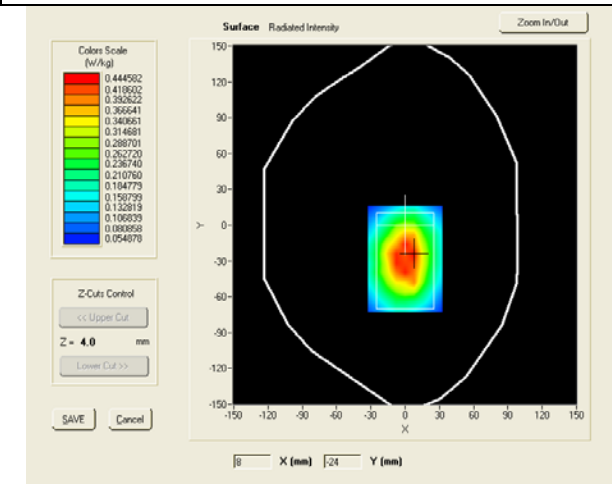 Surface Radiated Intensity
Zoom In/Out
Colors Scale
(W/kg)
0.444582
0.418602
0.392622
0.366641
0.340661
0.314681
0.288701
0.262720
0.236740
0.210760
0.184779
0.158799
0.132819
0.106839
0.080858
0.054878
Z-Cuts Control
<< Upper Cut
Z = 4.0 mm
Lower Cut >>
SAVE Cancel
150
120
90
60
30
0
-30
-60
-90
-120
-150
Y
-150 -120 -90 -60 -30 0 30 60 90 120 150
X
8 X (mm) -24 Y (mm)